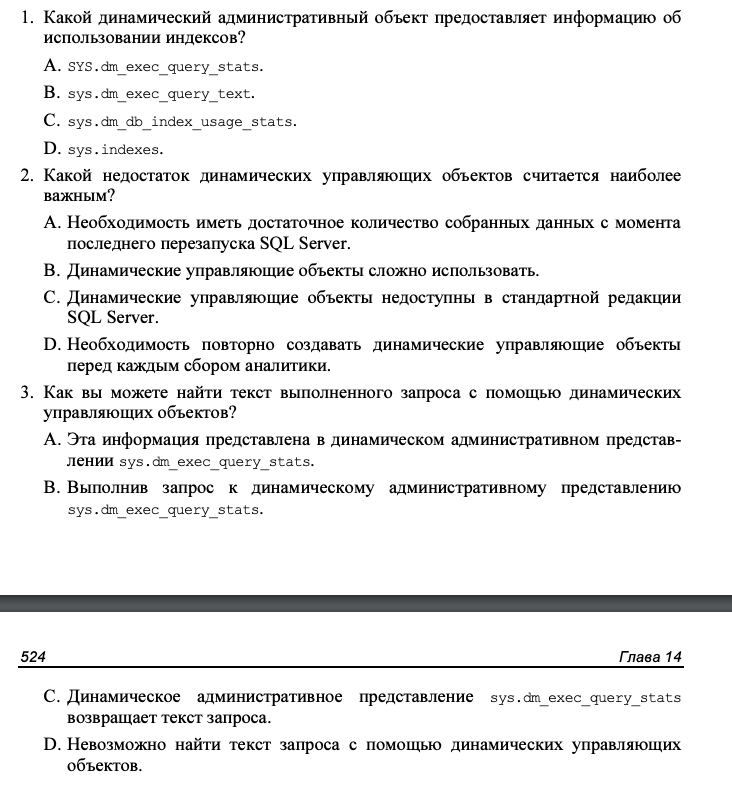 1. Какой динамический административный объект предоставляет информацию об
использовании индексов?
A. SYS.dm_exec_query_stats.
B. sys.dm_exec_query_text.
C. sys.dm_db_index_usage_stats.
D. sys.indexes.
2. Какой недостаток динамических управляющих объектов считается наиболее
важным?
A. Необходимость иметь достаточное количество собранных данных с момента
последнего перезапуска SQL Server.
B. Динамические управляющие объекты сложно использовать.
C. Динамические управляющие объекты недоступны в стандартной редакции
SQL Server.
D. Необходимость повторно создавать динамические управляющие объекты
перед каждым сбором аналитики.
3. Как вы можете найти текст выполненного запроса с помощью динамических
управляющих объектов?
A. Эта информация представлена в динамическом административном представ-
лении sys.dm_exec_query_stats.
B. Выполнив запрос к динамическому административному представлению
sys.dm_exec_query_stats.
524 Глава 14
C. Динамическое административное представление sys.dm_exec_query_stats
возвращает текст запроса.
D. Невозможно найти текст запроса с помощью динамических управляющих
объектов.